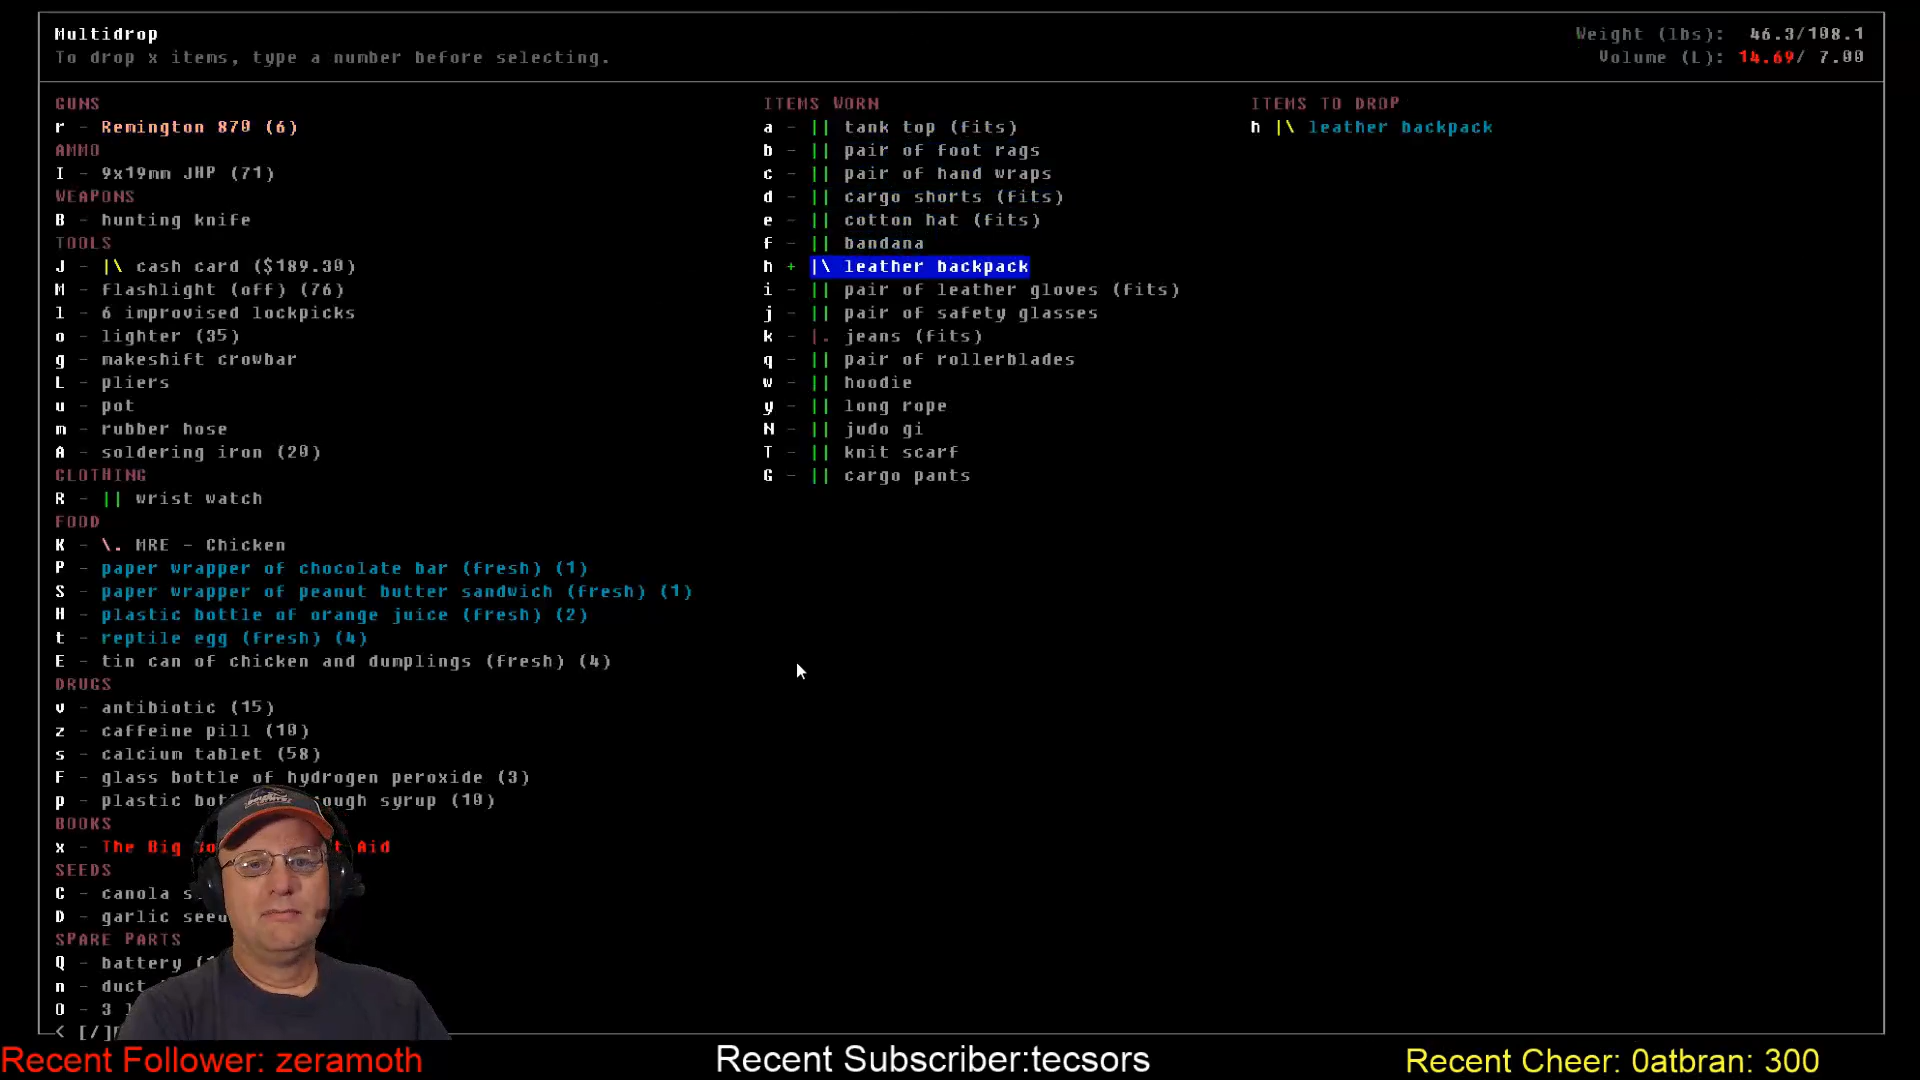 Multidrop
To drop x items, type a number before selecting.
Weight (lbs): 46.3/108.1
Volume (L): 14.69/ 7.00
GUNS
r - Remington 870 (6)
AMMO
I - 9x19mm JHP (71)
WEAPONS
B - hunting knife
TOOLS
J - |\ cash card ($189.30)
M - flashlight (off) (76)
l - 6 improvised lockpicks
o - lighter (35)
g - makeshift crowbar
L - pliers
u - pot
m - rubber hose
A - soldering iron (20)
CLOTHING
R - || wrist watch
FOOD
K - \. MRE - Chicken
P - paper wrapper of chocolate bar (fresh) (1)
S - paper wrapper of peanut butter sandwich (fresh) (1)
H - plastic bottle of orange juice (fresh) (2)
t - reptile egg (fresh) (4)
E - tin can of chicken and dumplings (fresh) (4)
DRUGS
v - antibiotic (15)
z - caffeine pill (10)
s - calcium tablet (58)
F - glass bottle of hydrogen peroxide (3)
p - plastic syrup (10)
BOOKS
x - The Big Aid
SEEDS
C - canola
D - garlic
SPARE PARTS
Q - battery
n - duct
O - 3
< [/]
ITEMS WORN
a - || tank top (fits)
b - || pair of foot rags
c - || pair of hand wraps
d - || cargo shorts (fits)
e - || cotton hat (fits)
f - || bandana
h + |\ leather backpack
i - || pair of leather gloves (fits)
j - || pair of safety glasses
k - |. jeans (fits)
q - || pair of rollerblades
w - || hoodie
y - || long rope
N - || judo gi
T - || knit scarf
G - || cargo pants
ITEMS TO DROP
h |\ leather backpack
Recent Follower: zeramoth
Recent Subscriber:tecsors
Recent Cheer: 0atbran: 300